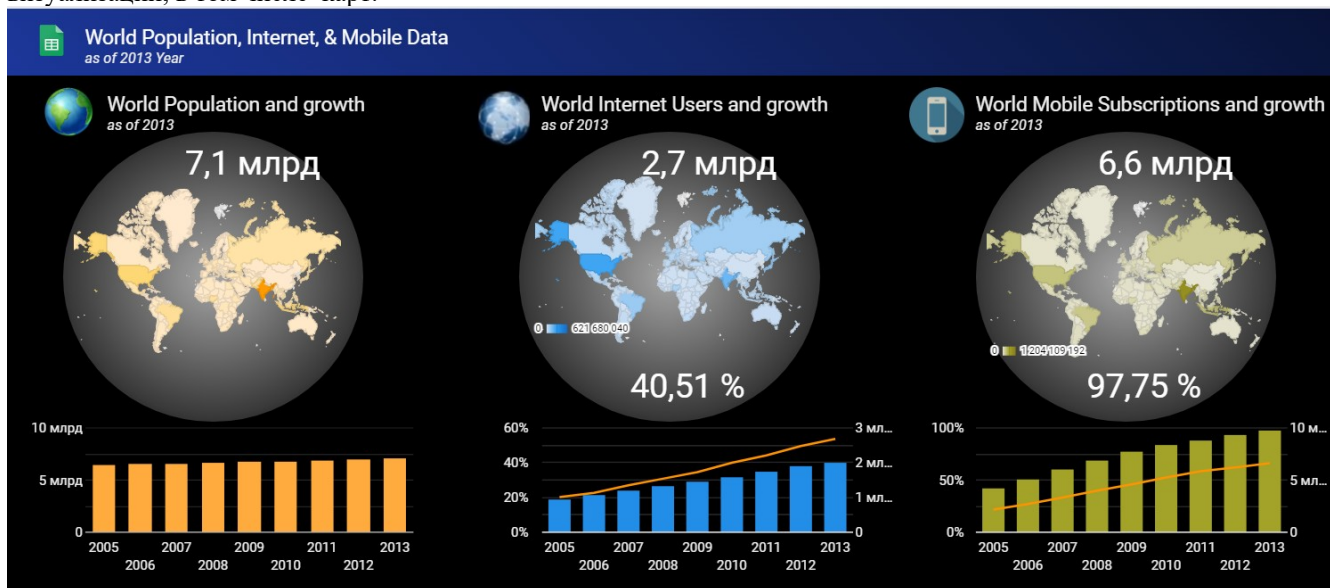 World Population, Internet, & Mobile Data
as of 2013 Year
World Population and growth
as of 2013
7,1 млрд
10 млрд
5 млрд
0
2005 2007 2009 2011 2013
2006 2008 2010 2012
World Internet Users and growth
as of 2013
2,7 млрд
0 621 680 040
40,51 %
60% 3 мл...
40% 2 мл...
20% 1 мл...
0% 0
2005 2007 2009 2011 2013
2006 2008 2010 2012
World Mobile Subscriptions and growth
as of 2013
6,6 млрд
0 1 204 109 192
97,75 %
100% 10 м...
50% 5 мл...
0% 0
2005 2007 2009 2011 2013
2006 2008 2010 2012